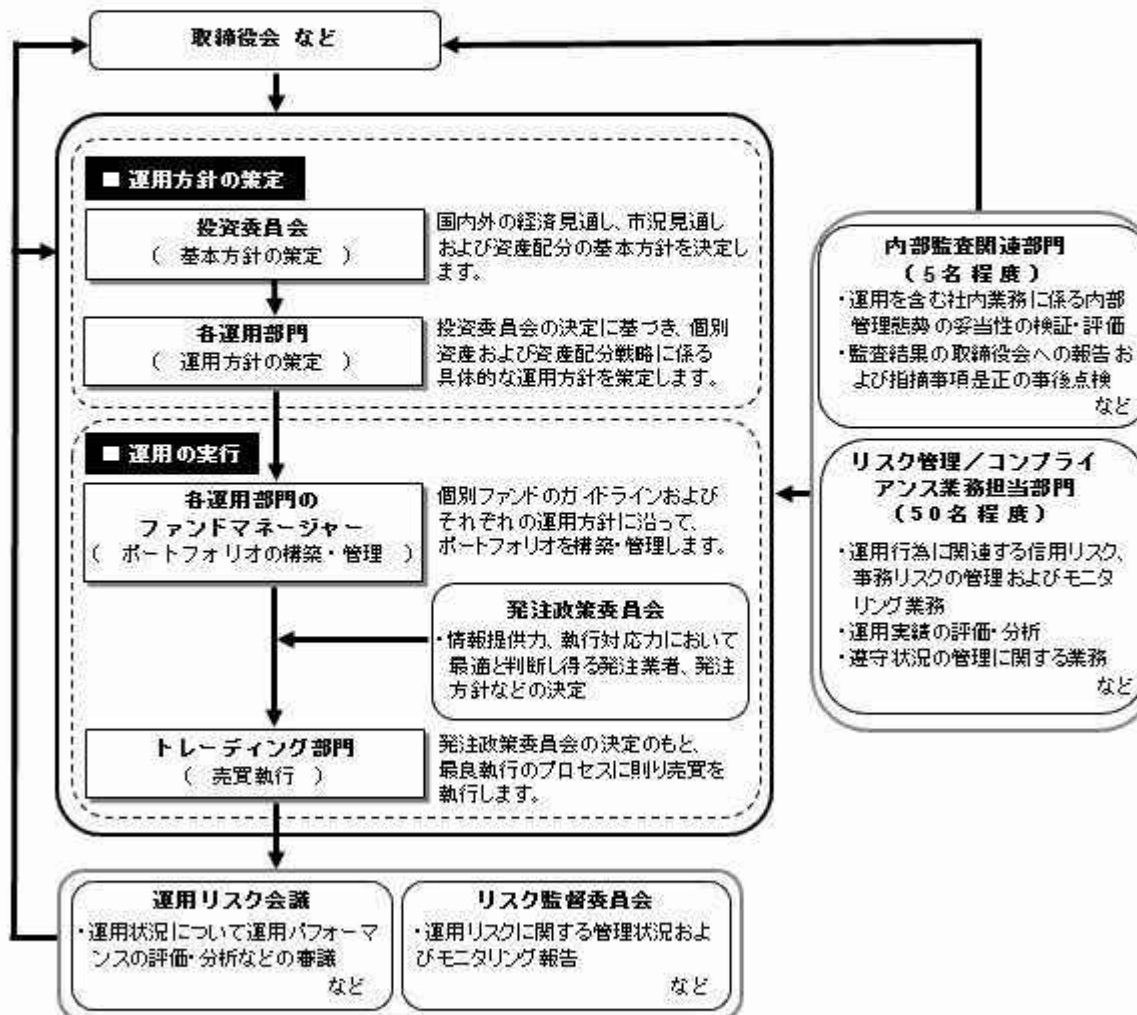 取締役会 など
■ 運用方針の策定
投資委員会
( 基本方針の策定 )
国内外の経済見通し、市況見通し
および資産配分の基本方針を決定し
ます。
各運用部門
( 運用方針の策定 )
投資委員会の決定に基づき、個別
資産および資産配分戦略に係る
具体的な運用方針を策定します。
■ 運用の実行
各運用部門の
ファンドマネージャー
( ポートフォリオの構築・管理 )
個別ファンドのガイドラインおよび
それぞれの運用方針に沿って、
ポートフォリオを構築・管理します。
発注政策委員会
・情報提供力、執行対応力において
最適と判断し得る発注業者、発注
方針などの決定
トレーディング部門
( 売買執行 )
発注政策委員会の決定のもと、
最良執行のプロセスに則り売買を
執行します。
運用リスク会議
・運用状況について運用パフォーマ
ンスの評価・分析などの審議
など
リスク監督委員会
・運用リスクに関する管理状況およ
びモニタリング報告
など
内部監査関連部門
(5名程度)
・運用を含む社内業務に係る内部
管理態勢の妥当性の検証・評価
・監査結果の取締役会への報告お
よび指摘事項是正の事後点検
など
リスク管理／コンプライ
アンス業務担当部門
(50名程度)
・運用行為に関連する信用リスク、
事務リスクの管理およびモニタ
リング業務
・運用実績の評価・分析
・遵守状況の管理に関する業務
など